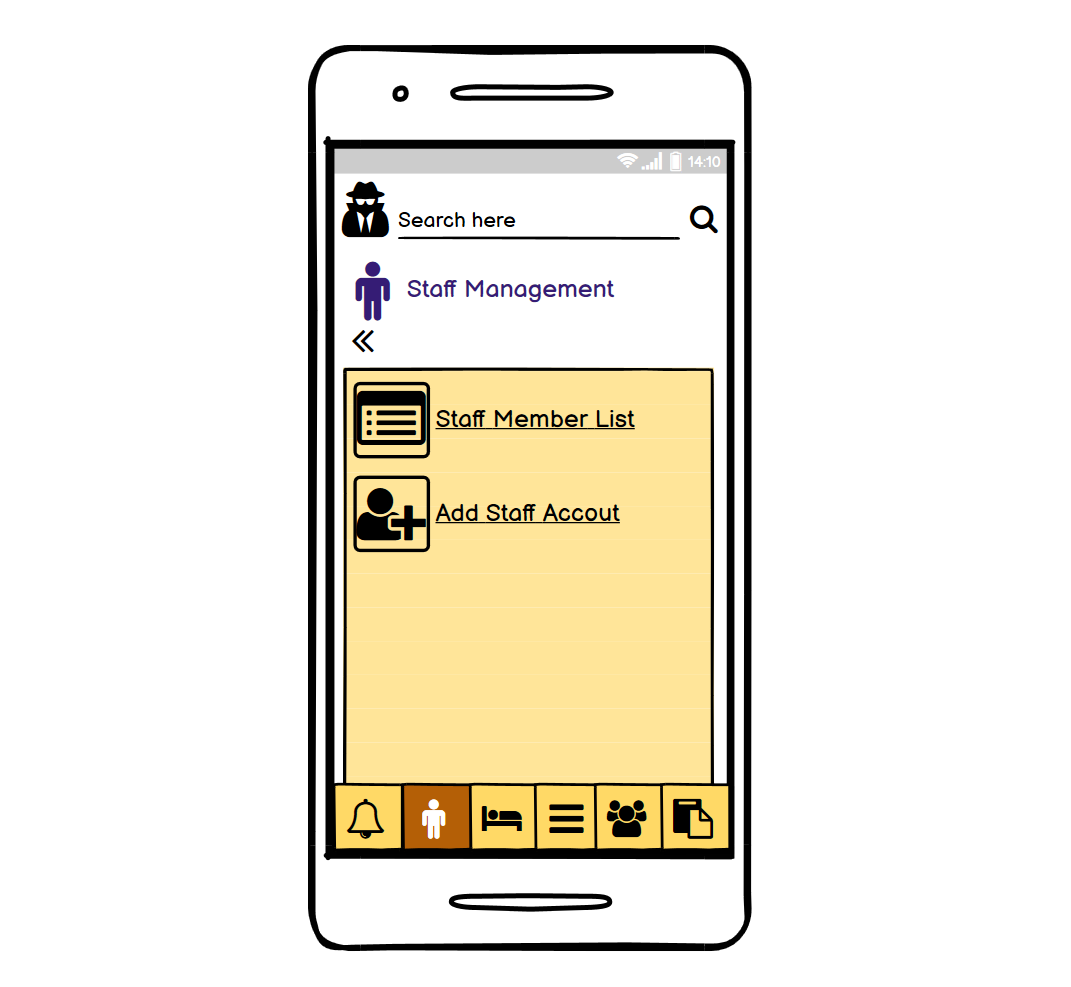 14:10
Search here
Staff Management
Staff Member List
Add Staff Accout